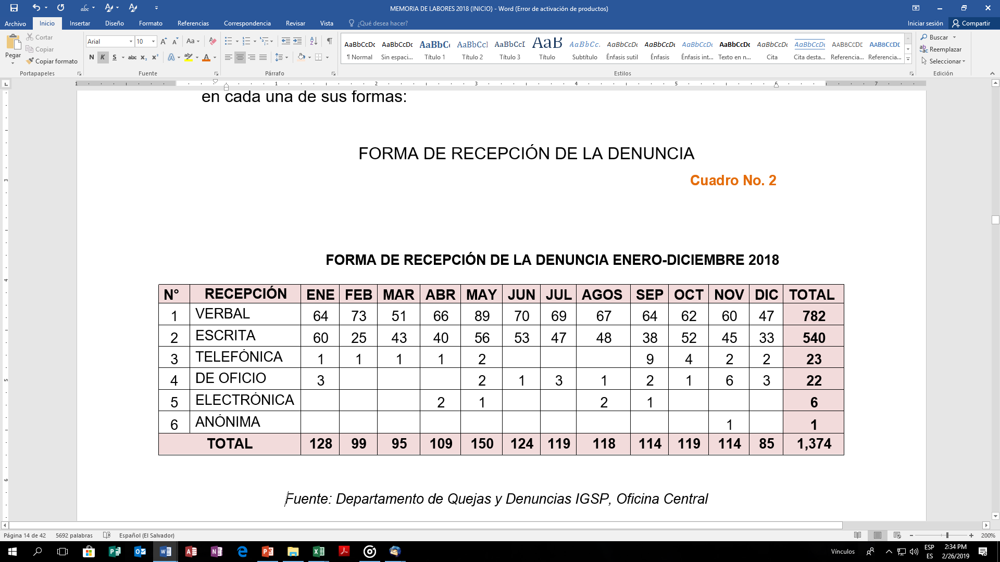 MEMORIA DE LABORES 2018 (INICIO) - Word (Error de activación de productos)
Archivo Inicio Insertar Diseño Formato Referencias Correspondencia Revisar Vista ¿Qué desea hacer? Iniciar sesión Compartir
Pegar
Cortar
Copiar
Copiar formato
Portapapeles
Arial 10
N K S abc
Fuente
Párrafo
AaBbCcDc AaBbCcDc AaBbC AaBbCcI AaBbCcD AaB AaBbCc AaBbCcDc AaBbCcDc AaBbCcDc AaBbCcDc AaBbCcDc AaBbCcDc AABBCCDE AABBCCDE
¶ Normal Sin espaci... Título 1 Título 2 Título 3 Título Subtítulo Énfasis sutil Énfasis Énfasis int... Texto en n... Cita Cita desta... Referencia... Referencia...
Estilos
Buscar
Reemplazar
Seleccionar
Edición
1 1 2 3 4 5 6 7
en cada una de sus formas:
FORMA DE RECEPCIÓN DE LA DENUNCIA
Cuadro No. 2
FORMA DE RECEPCIÓN DE LA DENUNCIA ENERO-DICIEMBRE 2018
N° RECEPCIÓN ENE FEB MAR ABR MAY JUN JUL AGOS SEP OCT NOV DIC TOTAL
1 VERBAL 64 73 51 66 89 70 69 67 64 62 60 47 782
2 ESCRITA 60 25 43 40 56 53 47 48 38 52 45 33 540
3 TELEFÓNICA 1 1 1 1 2 9 4 2 2 23
4 DE OFICIO 3 2 1 3 1 2 1 6 3 22
5 ELECTRÓNICA 2 1 2 1 6
6 ANÓNIMA 1 1
TOTAL 128 99 95 109 150 124 119 118 114 119 114 85 1,374
Fuente: Departamento de Quejas y Denuncias IGSP, Oficina Central
Página 14 de 42 5692 palabras Español (El Salvador) 200%
Vínculos ESP ES 2:34 PM 2/26/2019